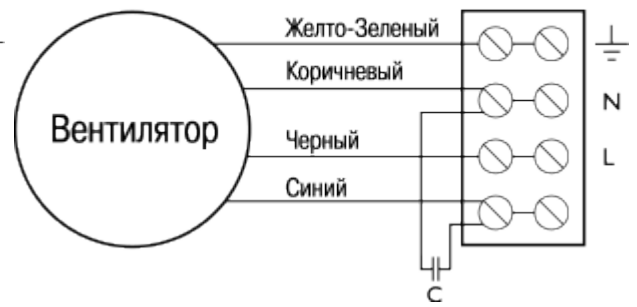 Желто-Зеленый
Коричневый
N
Вентилятор
Черный
L
Синий
C